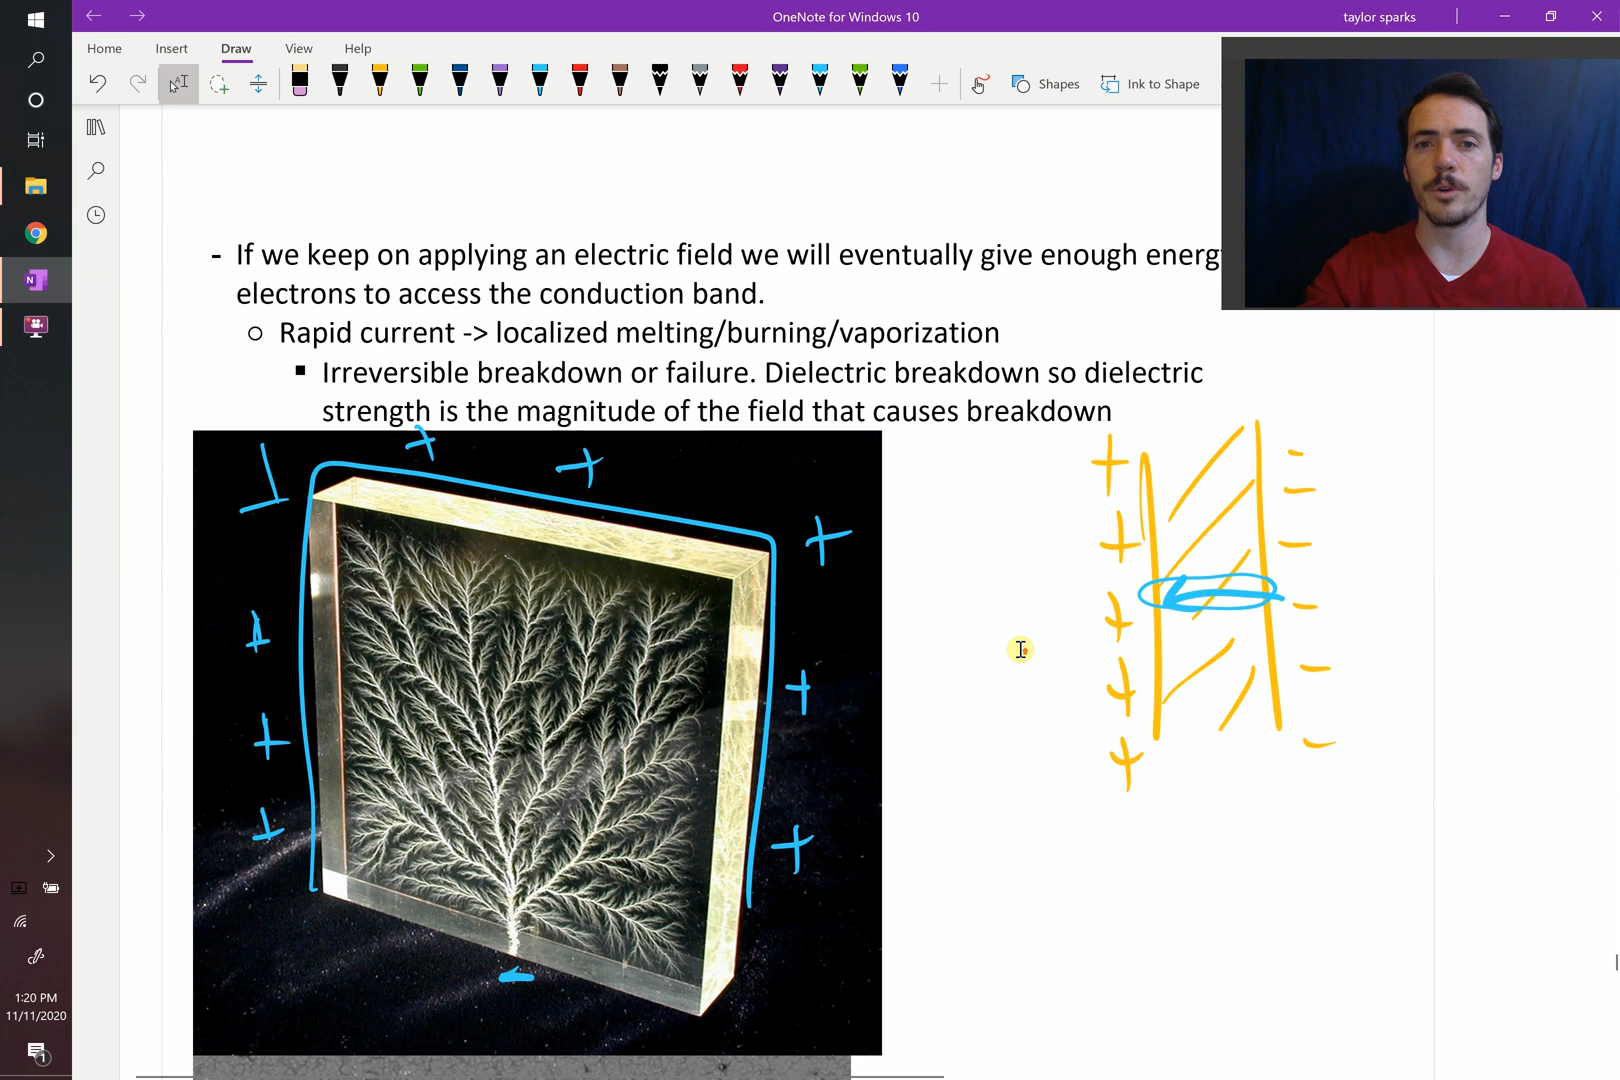 OneNote for Windows 10
taylor sparks
Home Insert Draw View Help
Shapes
Ink to Shape
- If we keep on applying an electric field we will eventually give enough
electrons to access the conduction band.
○ Rapid current -> localized melting/burning/vaporization
▪ Irreversible breakdown or failure. Dielectric breakdown so dielectric
strength is the magnitude of the field that causes breakdown
1:20 PM
11/11/2020
1